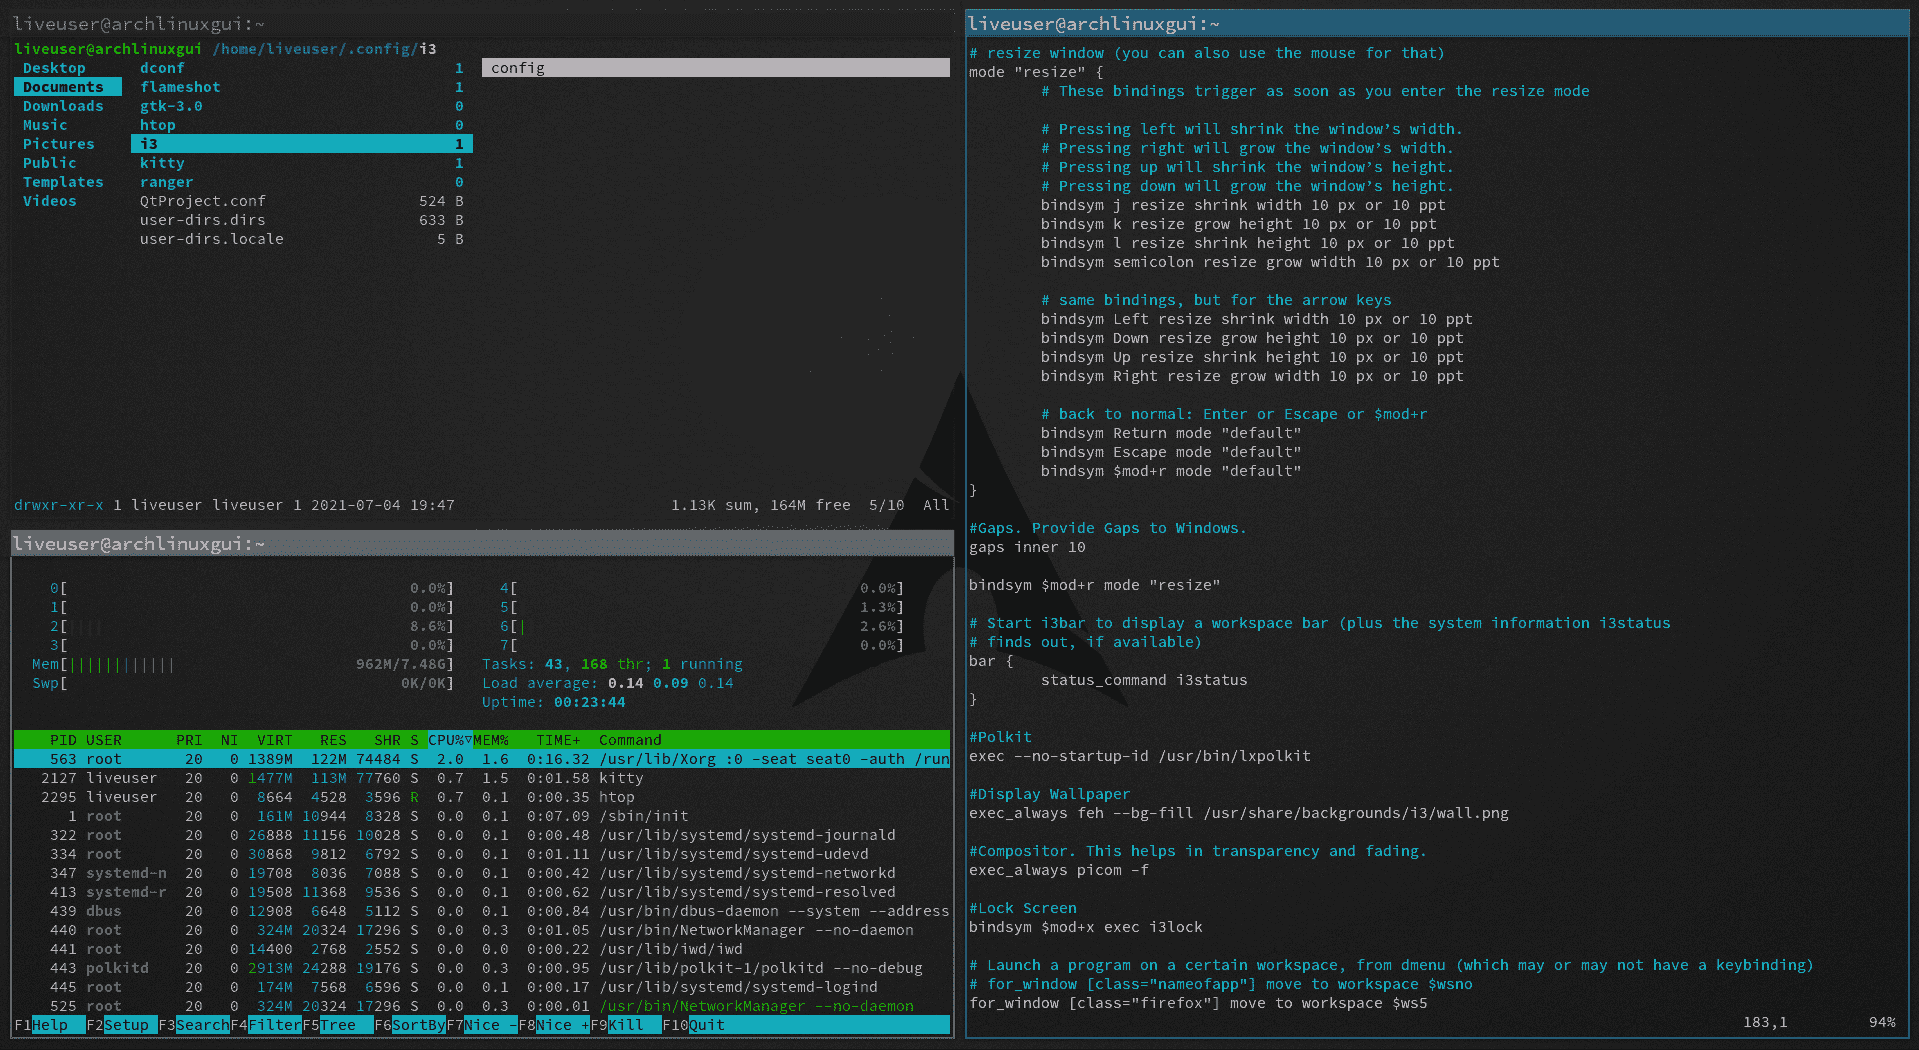 liveuser@archlinuxgui:~
liveuser@archlinuxgui /home/liveuser/.config/i3
Desktop dconf 1 config
Documents flameshot 1
Downloads gtk-3.0 0
Music htop 0
Pictures i3 1
Public kitty 1
Templates ranger 0
Videos QtProject.conf 524 B
user-dirs.dirs 633 B
user-dirs.locale 5 B
drwxr-xr-x 1 liveuser liveuser 1 2021-07-04 19:47 1.13K sum, 164M free 5/10 All
liveuser@archlinuxgui:~
0[ 0.0%] 4[ 0.0%]
1[ 0.0%] 5[ 1.3%]
2[|||| 8.6%] 6[| 2.6%]
3[ 0.0%] 7[ 0.0%]
Mem[|||||||||||| 962M/7.48G] Tasks: 43, 168 thr; 1 running
Swp[ 0K/0K] Load average: 0.14 0.09 0.14
Uptime: 00:23:44
PID USER PRI NI VIRT RES SHR S CPU%▽MEM% TIME+ Command
563 root 20 0 1389M 122M 74484 S 2.0 1.6 0:16.32 /usr/lib/Xorg :0 -seat seat0 -auth /run
2127 liveuser 20 0 1477M 113M 77760 S 0.7 1.5 0:01.58 kitty
2295 liveuser 20 0 8664 4528 3596 R 0.7 0.1 0:00.35 htop
1 root 20 0 161M 10944 8328 S 0.0 0.1 0:07.09 /sbin/init
322 root 20 0 26888 11156 10028 S 0.0 0.1 0:00.48 /usr/lib/systemd/systemd-journald
334 root 20 0 30868 9812 6792 S 0.0 0.1 0:01.11 /usr/lib/systemd/systemd-udevd
347 systemd-n 20 0 19708 8036 7088 S 0.0 0.1 0:00.42 /usr/lib/systemd/systemd-networkd
413 systemd-r 20 0 19508 11368 9536 S 0.0 0.1 0:00.62 /usr/lib/systemd/systemd-resolved
439 dbus 20 0 12908 6648 5112 S 0.0 0.1 0:00.84 /usr/bin/dbus-daemon --system --address
440 root 20 0 324M 20324 17296 S 0.0 0.3 0:01.05 /usr/bin/NetworkManager --no-daemon
441 root 20 0 14400 2768 2552 S 0.0 0.0 0:00.22 /usr/lib/iwd/iwd
443 polkitd 20 0 2913M 24288 19176 S 0.0 0.3 0:00.95 /usr/lib/polkit-1/polkitd --no-debug
445 root 20 0 174M 7568 6596 S 0.0 0.1 0:00.17 /usr/lib/systemd/systemd-logind
525 root 20 0 324M 20324 17296 S 0.0 0.3 0:00.01 /usr/bin/NetworkManager --no-daemon
F1Help F2Setup F3SearchF4FilterF5Tree F6SortByF7Nice -F8Nice +F9Kill F10Quit
liveuser@archlinuxgui:~
# resize window (you can also use the mouse for that)
mode "resize" {
# These bindings trigger as soon as you enter the resize mode
# Pressing left will shrink the window’s width.
# Pressing right will grow the window’s width.
# Pressing up will shrink the window’s height.
# Pressing down will grow the window’s height.
bindsym j resize shrink width 10 px or 10 ppt
bindsym k resize grow height 10 px or 10 ppt
bindsym l resize shrink height 10 px or 10 ppt
bindsym semicolon resize grow width 10 px or 10 ppt
# same bindings, but for the arrow keys
bindsym Left resize shrink width 10 px or 10 ppt
bindsym Down resize grow height 10 px or 10 ppt
bindsym Up resize shrink height 10 px or 10 ppt
bindsym Right resize grow width 10 px or 10 ppt
# back to normal: Enter or Escape or $mod+r
bindsym Return mode "default"
bindsym Escape mode "default"
bindsym $mod+r mode "default"
}
#Gaps. Provide Gaps to Windows.
gaps inner 10
bindsym $mod+r mode "resize"
# Start i3bar to display a workspace bar (plus the system information i3status
# finds out, if available)
bar {
status_command i3status
}
#Polkit
exec --no-startup-id /usr/bin/lxpolkit
#Display Wallpaper
exec_always feh --bg-fill /usr/share/backgrounds/i3/wall.png
#Compositor. This helps in transparency and fading.
exec_always picom -f
#Lock Screen
bindsym $mod+x exec i3lock
# Launch a program on a certain workspace, from dmenu (which may or may not have a keybinding)
# for_window [class="nameofapp"] move to workspace $wsno
for_window [class="firefox"] move to workspace $ws5
183,1 94%